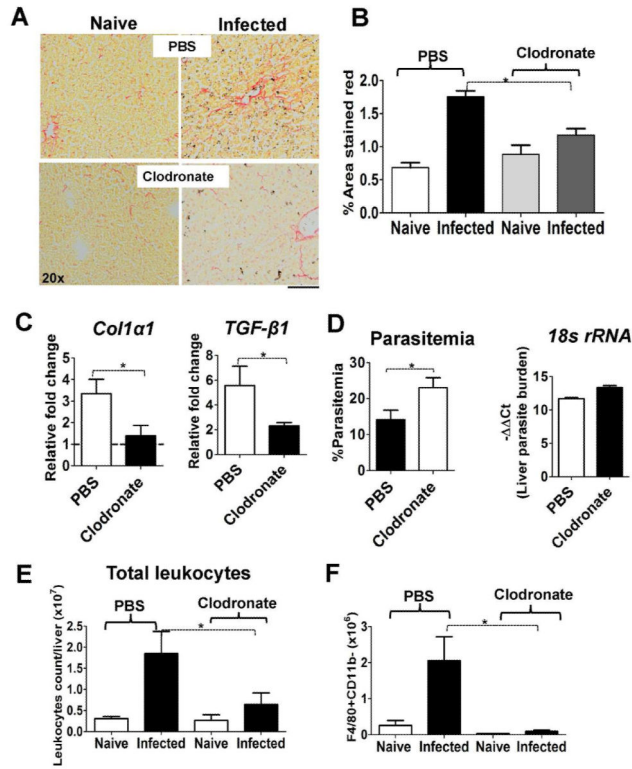 A
Naive
Infected
PBS
Clodronate
20x
B
PBS
Clodronate
*
% Area stained red
2.0
1.5
1.0
0.5
0.0
Naive
Infected
Naive
Infected
C
Col1α1
Relative fold change
5
4
3
2
1
0
*
PBS
Clodronate
TGF-β1
Relative fold change
8
6
4
2
0
*
PBS
Clodronate
D
Parasitemia
%Parasitemia
30
20
10
0
*
PBS
Clodronate
18s rRNA
-ΔΔCt
(Liver parasite burden)
15
10
5
0
PBS
Clodronate
E
Total leukocytes
PBS
Clodronate
*
Leukocytes count/liver (x10⁷)
2.5
2.0
1.5
1.0
0.5
0.0
Naive
Infected
Naive
Infected
F
PBS
Clodronate
*
F4/80+CD11b- (x10⁶)
3
2
1
0
Naive
Infected
Naive
Infected